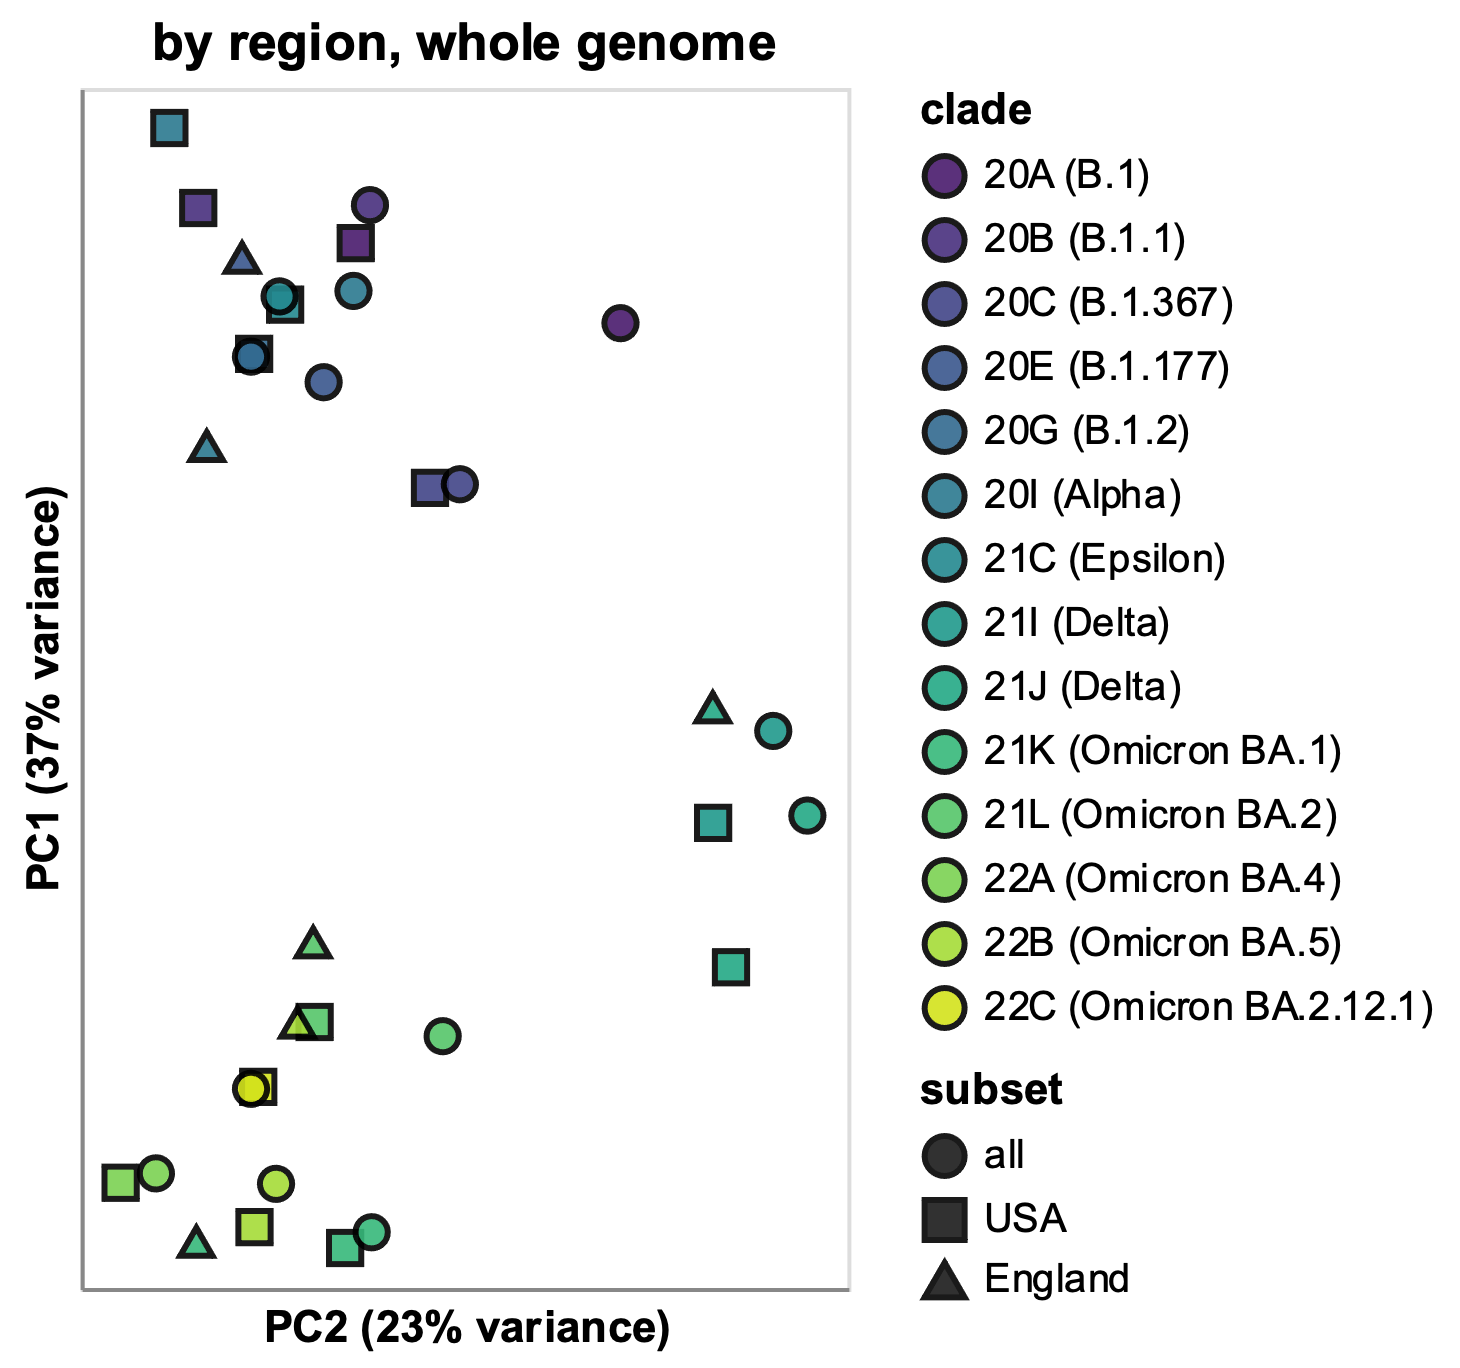 by region, whole genome
PC1 (37% variance)
PC2 (23% variance)
clade
20A (B.1)
20B (B.1.1)
20C (B.1.367)
20E (B.1.177)
20G (B.1.2)
20I (Alpha)
21C (Epsilon)
21I (Delta)
21J (Delta)
21K (Omicron BA.1)
21L (Omicron BA.2)
22A (Omicron BA.4)
22B (Omicron BA.5)
22C (Omicron BA.2.12.1)
subset
all
USA
England